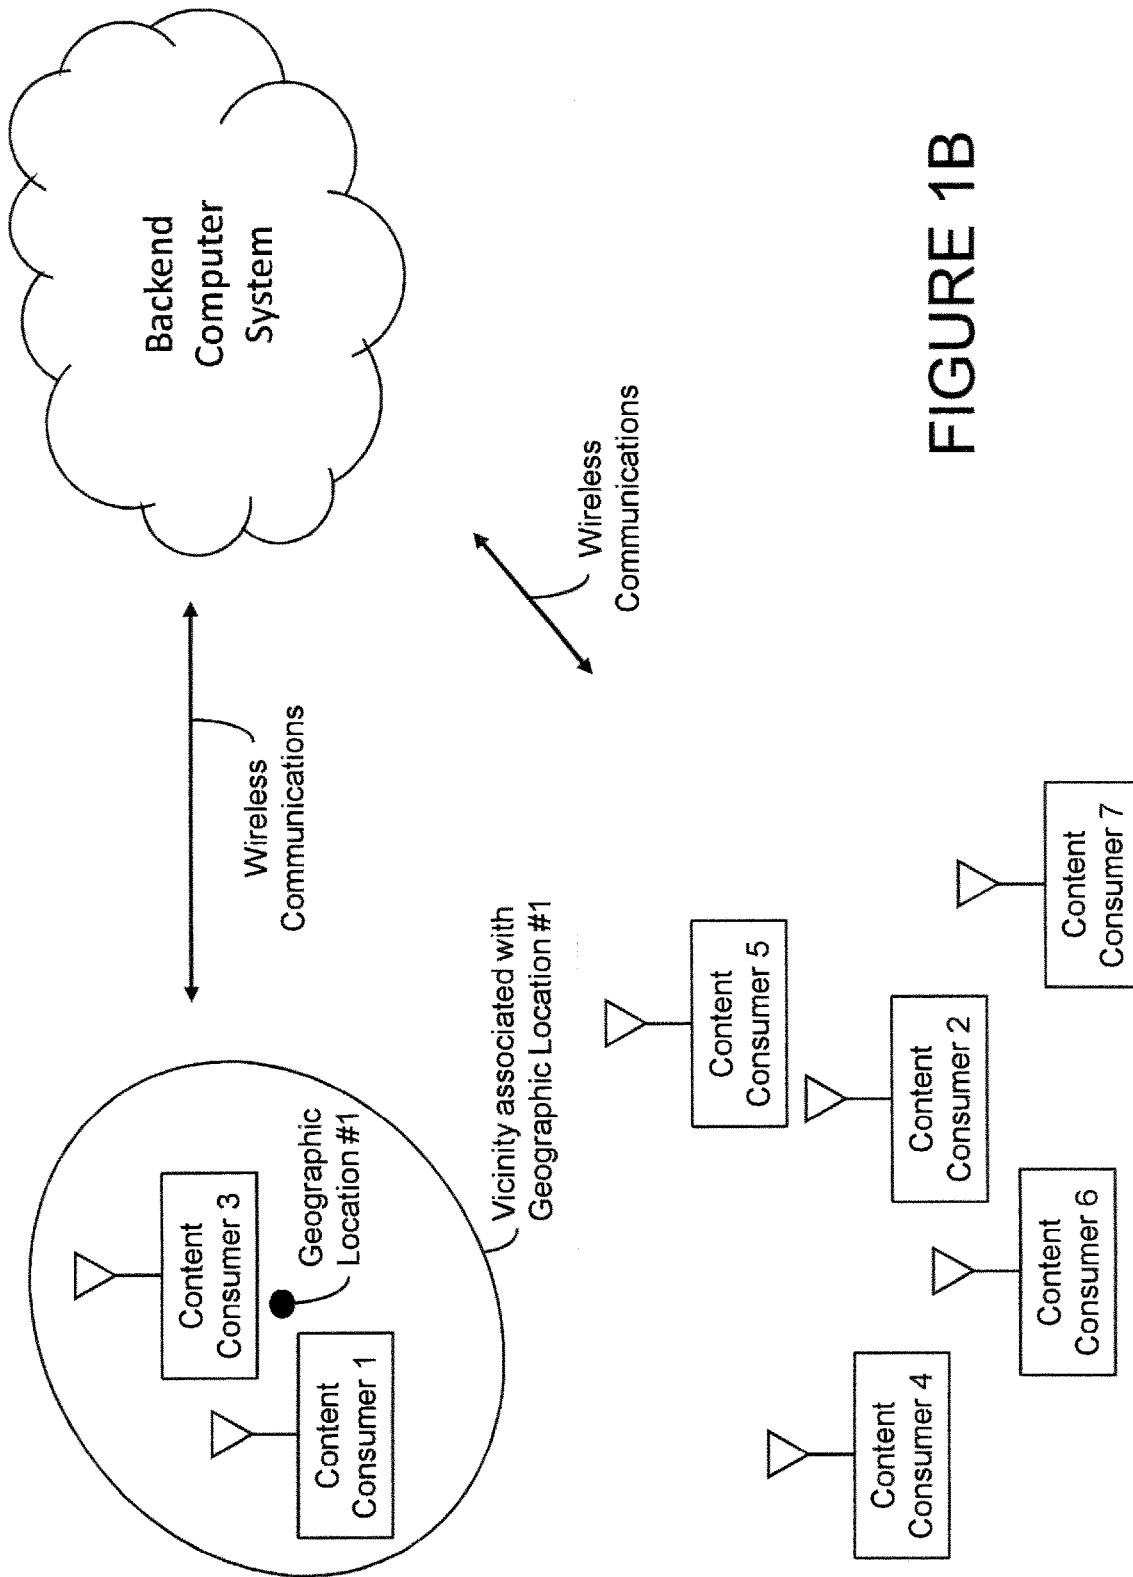 Content
Consumer 3
Content
Consumer 1
Geographic
Location #1
Vicinity associated with
Geographic Location #1
Wireless
Communications
Backend
Computer
System
Wireless
Communications
Content
Consumer 5
Content
Consumer 2
Content
Consumer 4
Content
Consumer 6
Content
Consumer 7
FIGURE 1B